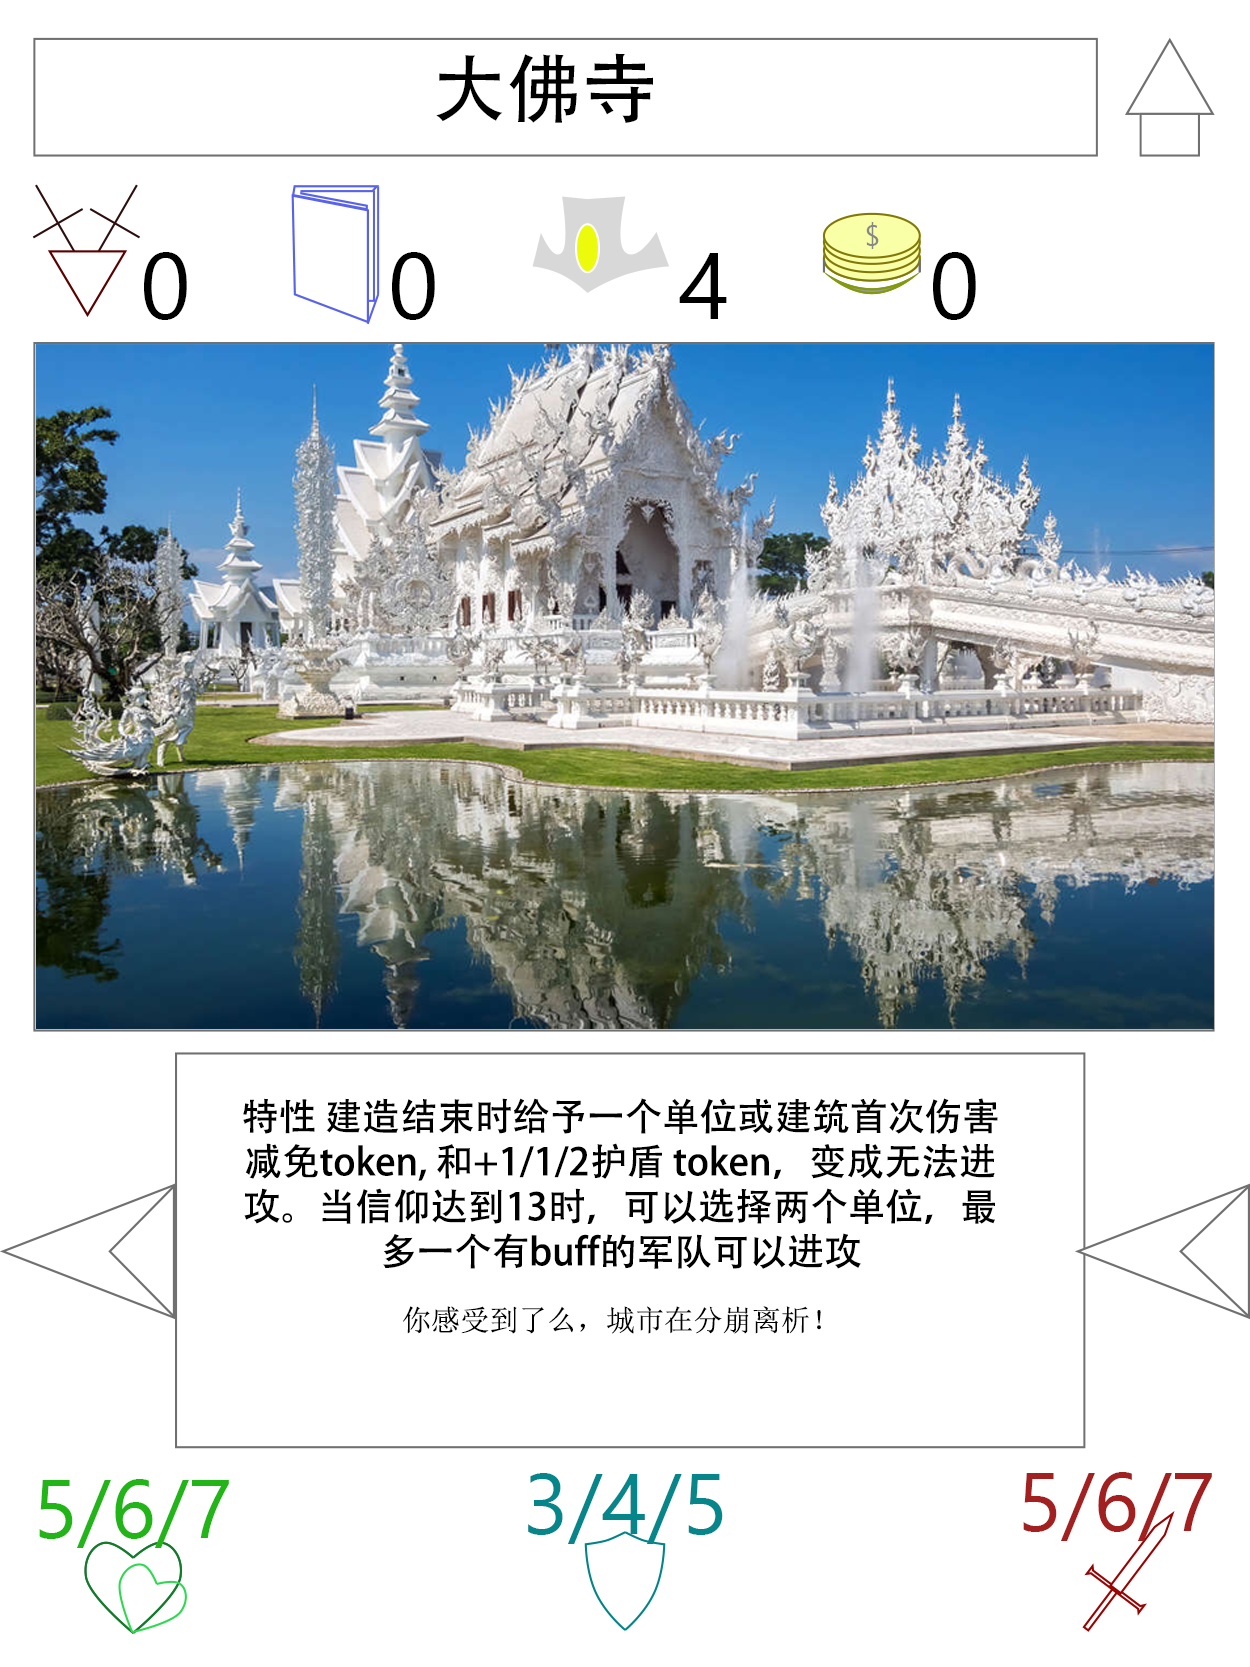 大佛寺
0 0 4 $ 0
特性 建造结束时给予一个单位或建筑首次伤害
减免token, 和+1/1/2护盾 token，变成无法进
攻。当信仰达到13时，可以选择两个单位，最
多一个有buff的军队可以进攻
你感受到了么，城市在分崩离析！
5/6/7 3/4/5 5/6/7